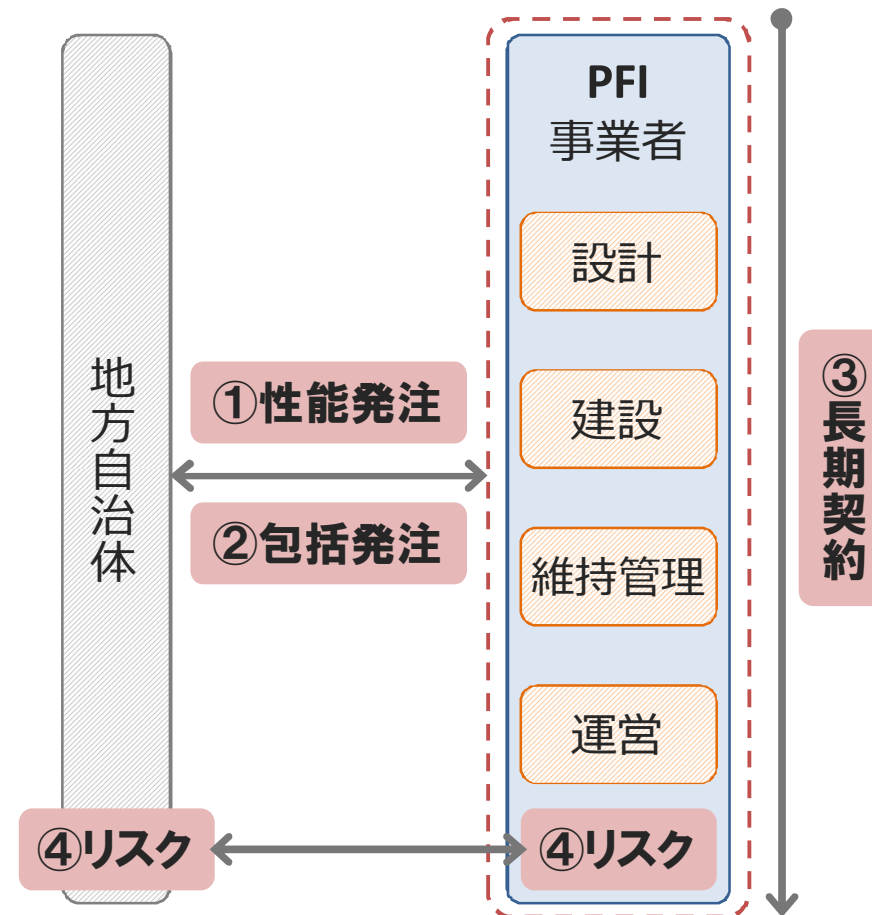 PFI
事業者
設計
建設
維持管理
運営
地方自治体
①性能発注
②包括発注
③長期契約
④リスク
④リスク